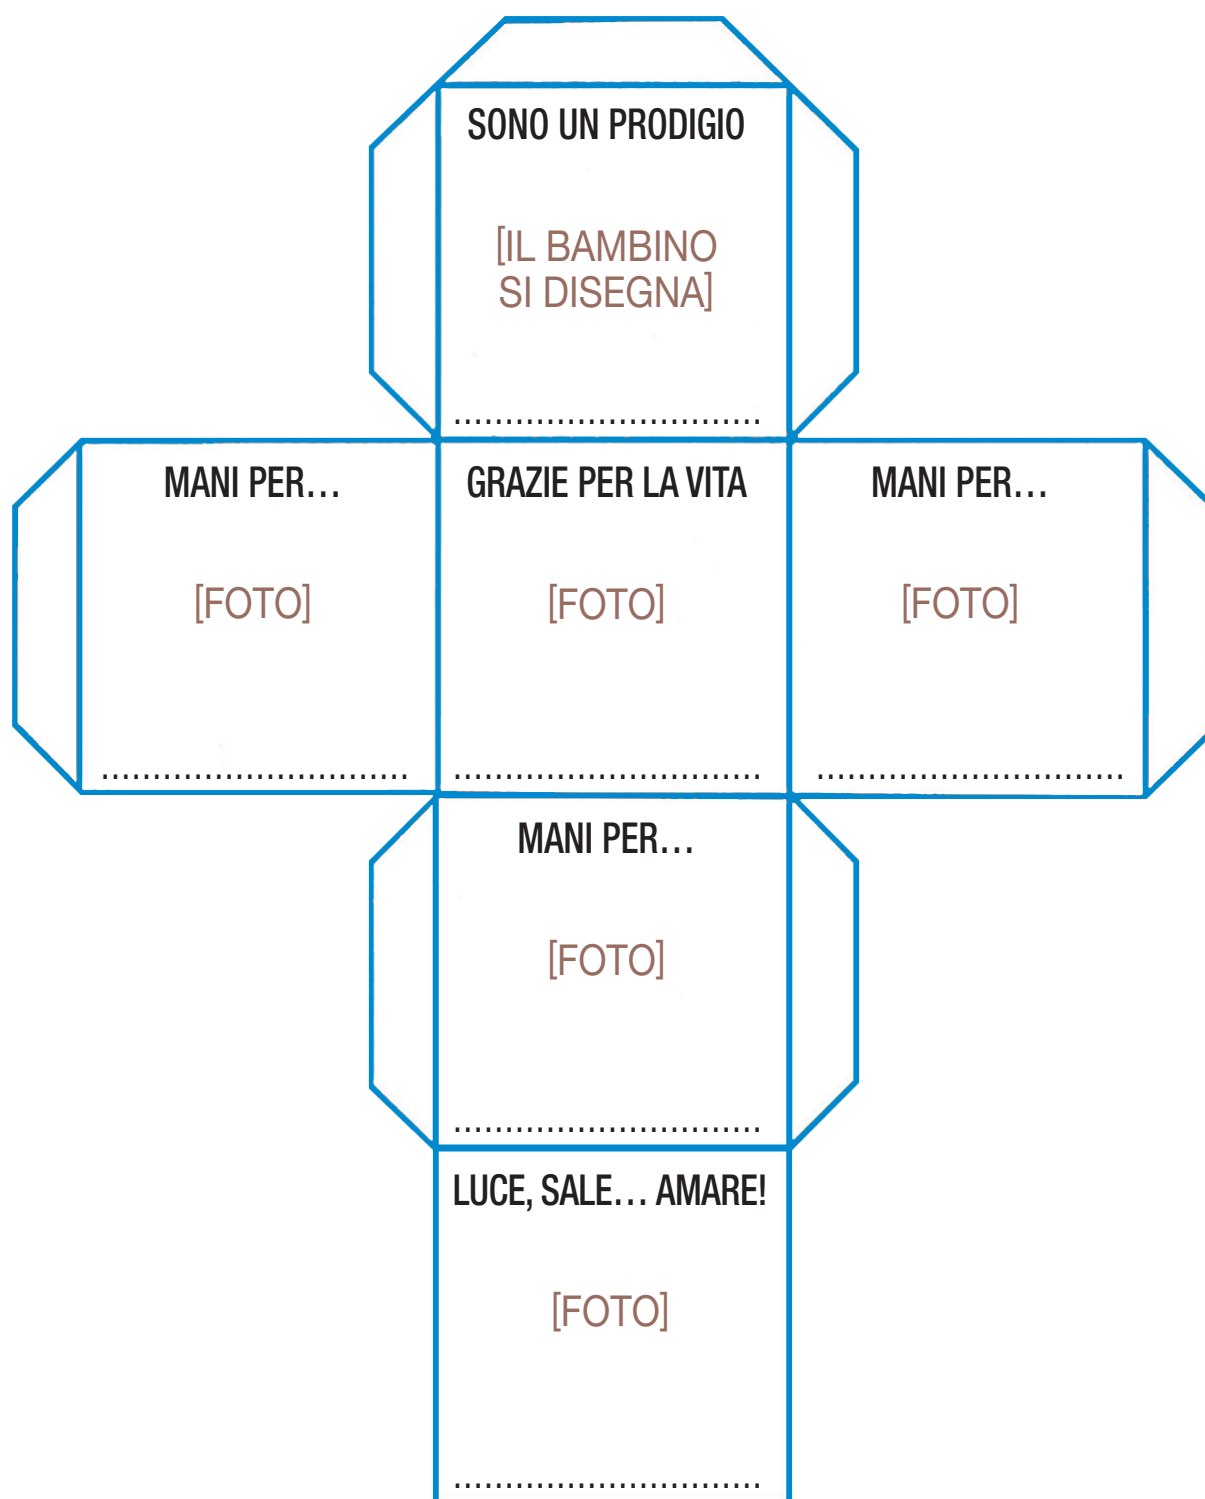 SONO UN PRODIGIO
[IL BAMBINO
SI DISEGNA]
..............................
MANI PER...
[FOTO]
..............................
GRAZIE PER LA VITA
[FOTO]
..............................
MANI PER...
[FOTO]
..............................
MANI PER...
[FOTO]
..............................
LUCE, SALE... AMARE!
[FOTO]
..............................